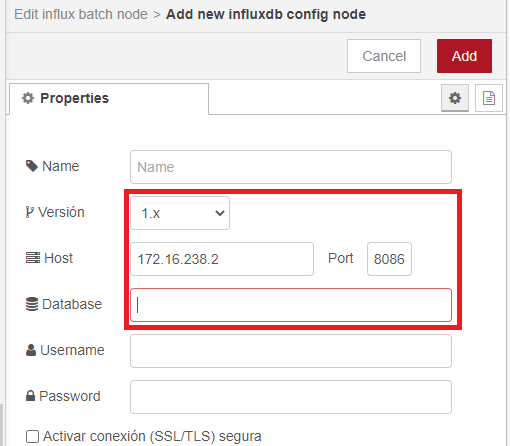 Edit influx batch node > Add new influxdb config node
Cancel Add
Properties
Name Name
Versión 1.x
Host 172.16.238.2 Port 8086
Database
Username
Password
Activar conexión (SSL/TLS) segura